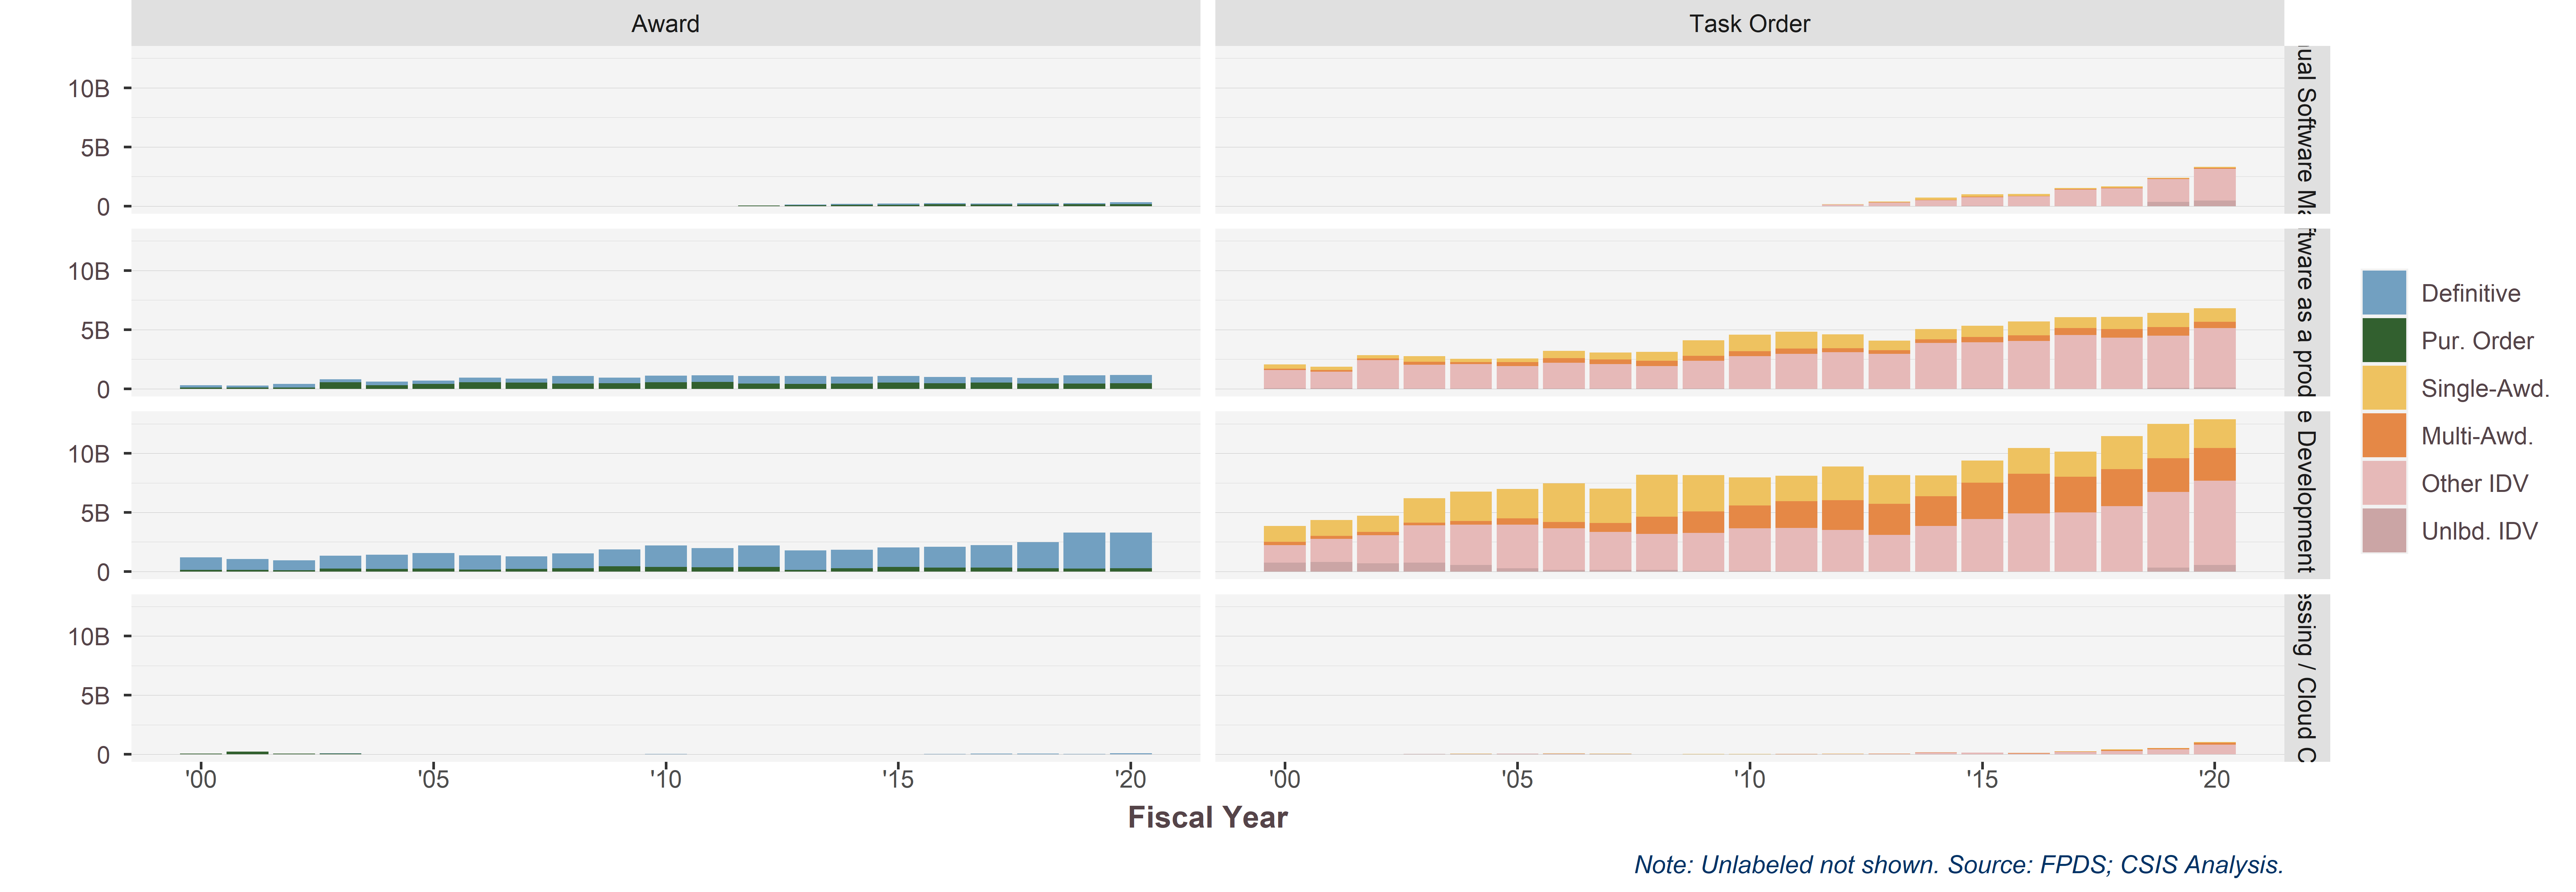 Award
Task Order
10B
5B
0
ual Software Ma
10B
5B
0
ftware as a prod
10B
5B
0
e Development
10B
5B
0
essing / Cloud C
'00
'05
'10
'15
'20
'00
'05
'10
'15
'20
Fiscal Year
Definitive
Pur. Order
Single-Awd.
Multi-Awd.
Other IDV
Unlbd. IDV
Note: Unlabeled not shown. Source: FPDS; CSIS Analysis.